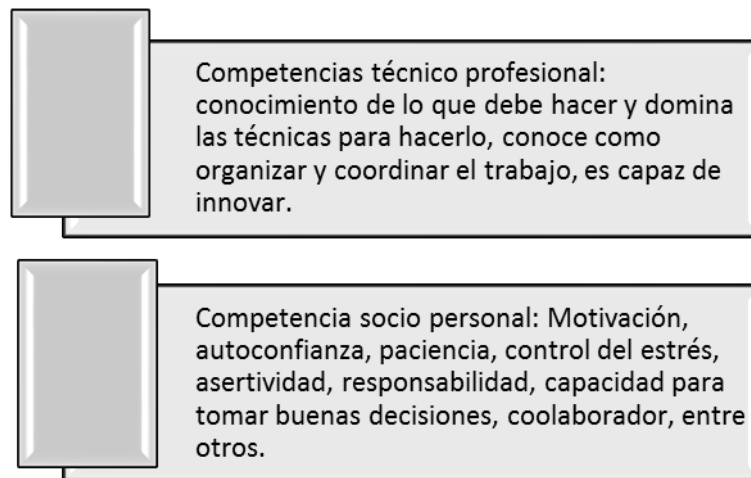 Competencias técnico profesional:
conocimiento de lo que debe hacer y domina
las técnicas para hacerlo, conoce como
organizar y coordinar el trabajo, es capaz de
innovar.
Competencia socio personal: Motivación,
autoconfianza, paciencia, control del estrés,
asertividad, responsabilidad, capacidad para
tomar buenas decisiones, coolaborador, entre
otros.